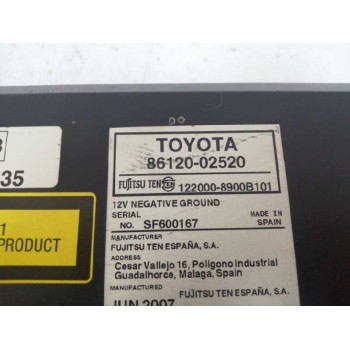 TOYOTA
86120-02520
FUJITSU TEN 122000-8900B101
12V NEGATIVE GROUND
SERIAL NO. SF600167
MADE IN SPAIN
MANUFACTURER
FUJITSU TEN ESPAÑA, S.A.
ADDRESS
Cesar Vallejo 16, Poligono Industrial
Guadalhorce, Malaga, Spain
MANUFACTURED FUJITSU TEN ESPAÑA, S.A.
JUN 2007
35
1
PRODUCT